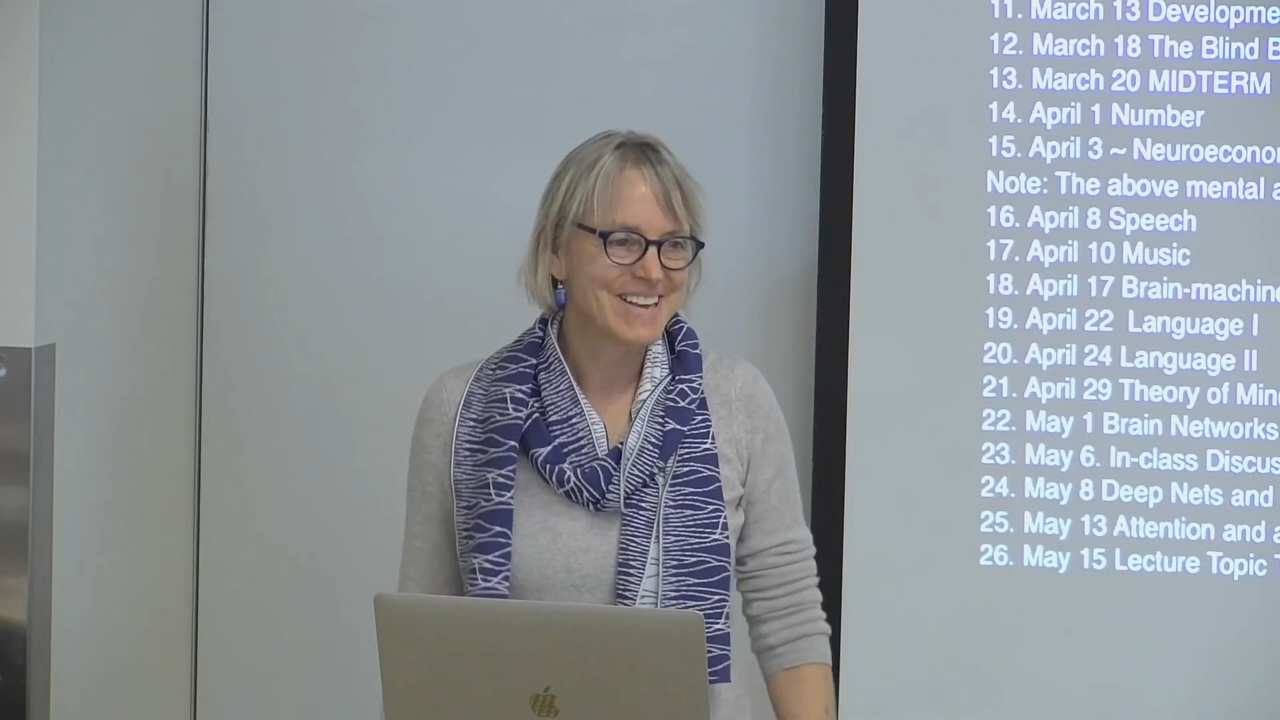 11. March 13 Developme
12. March 18 The Blind B
13. March 20 MIDTERM
14. April 1 Number
15. April 3 ~ Neuroecono
Note: The above mental a
16. April 8 Speech
17. April 10 Music
18. April 17 Brain-machine
19. April 22 Language I
20. April 24 Language II
21. April 29 Theory of Min
22. May 1 Brain Networks
23. May 6. In-class Discus
24. May 8 Deep Nets and
25. May 13 Attention and a
26. May 15 Lecture Topic T